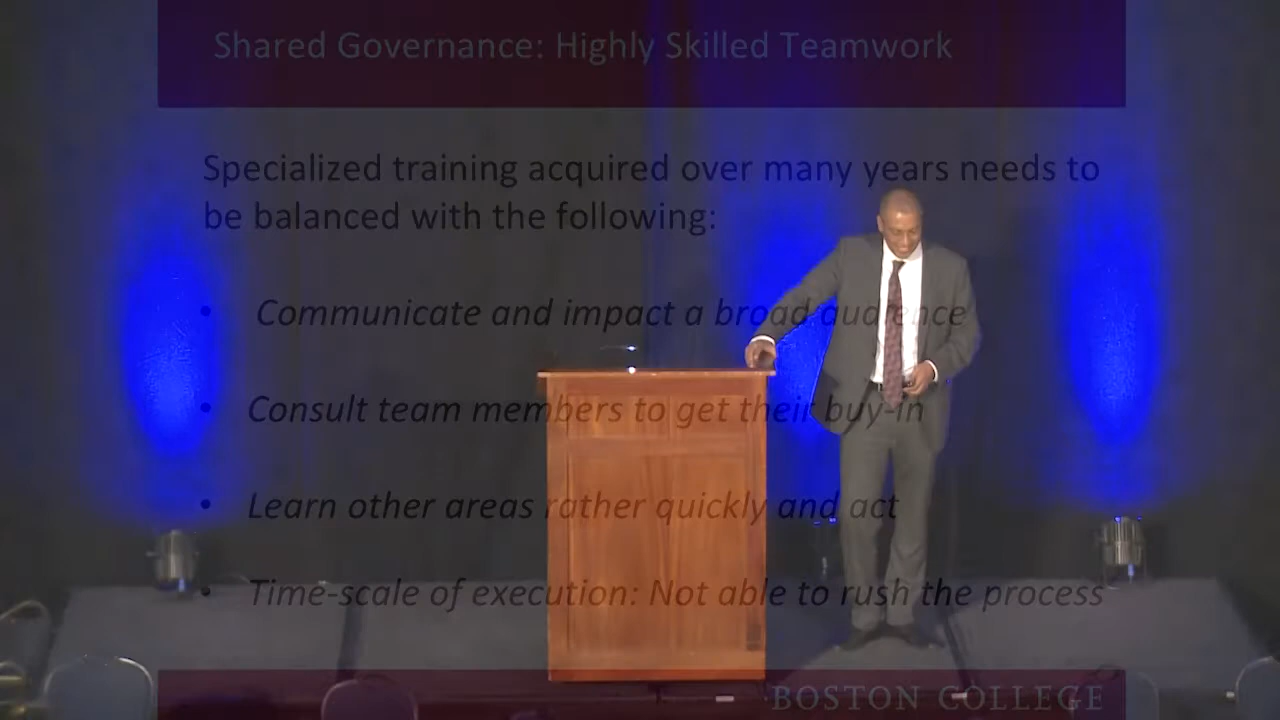 Shared Governance: Highly Skilled Teamwork
Specialized training acquired over many years needs to
be balanced with the following:
• Communicate and impact a broad audience
• Consult team members to get their buy-in
• Learn other areas rather quickly and act
• Time-scale of execution: Not able to rush the process
BOSTON COLLEGE